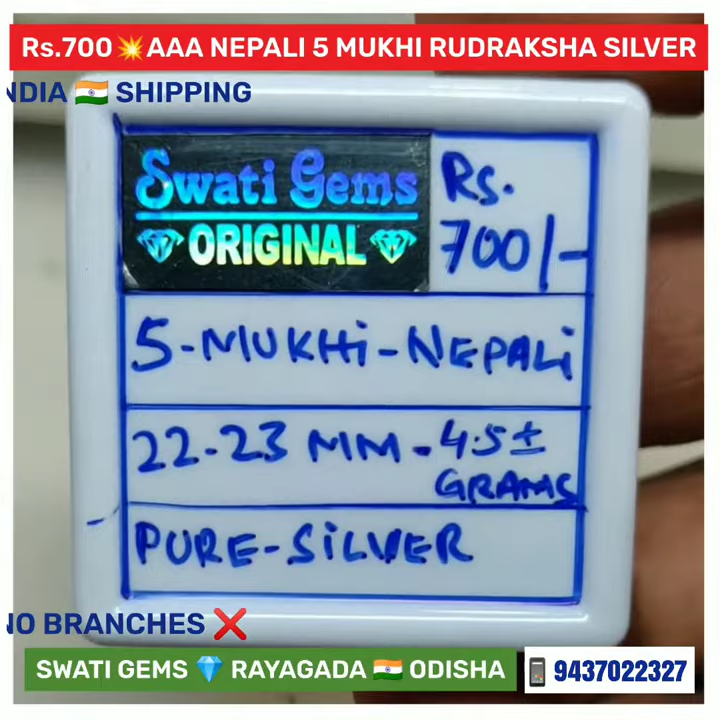 Rs.700💥AAA NEPALI 5 MUKHI RUDRAKSHA SILVER
NDIA 🇮🇳 SHIPPING
Swati Gems
💎 ORIGINAL 💎
Rs.
700/-
5-MUKHi-NEPALi
22-23 MM-4.5±
GRAMS
PURE-SiLVER
NO BRANCHES ❌
SWATI GEMS 💎 RAYAGADA 🇮🇳 ODISHA 📱 9437022327